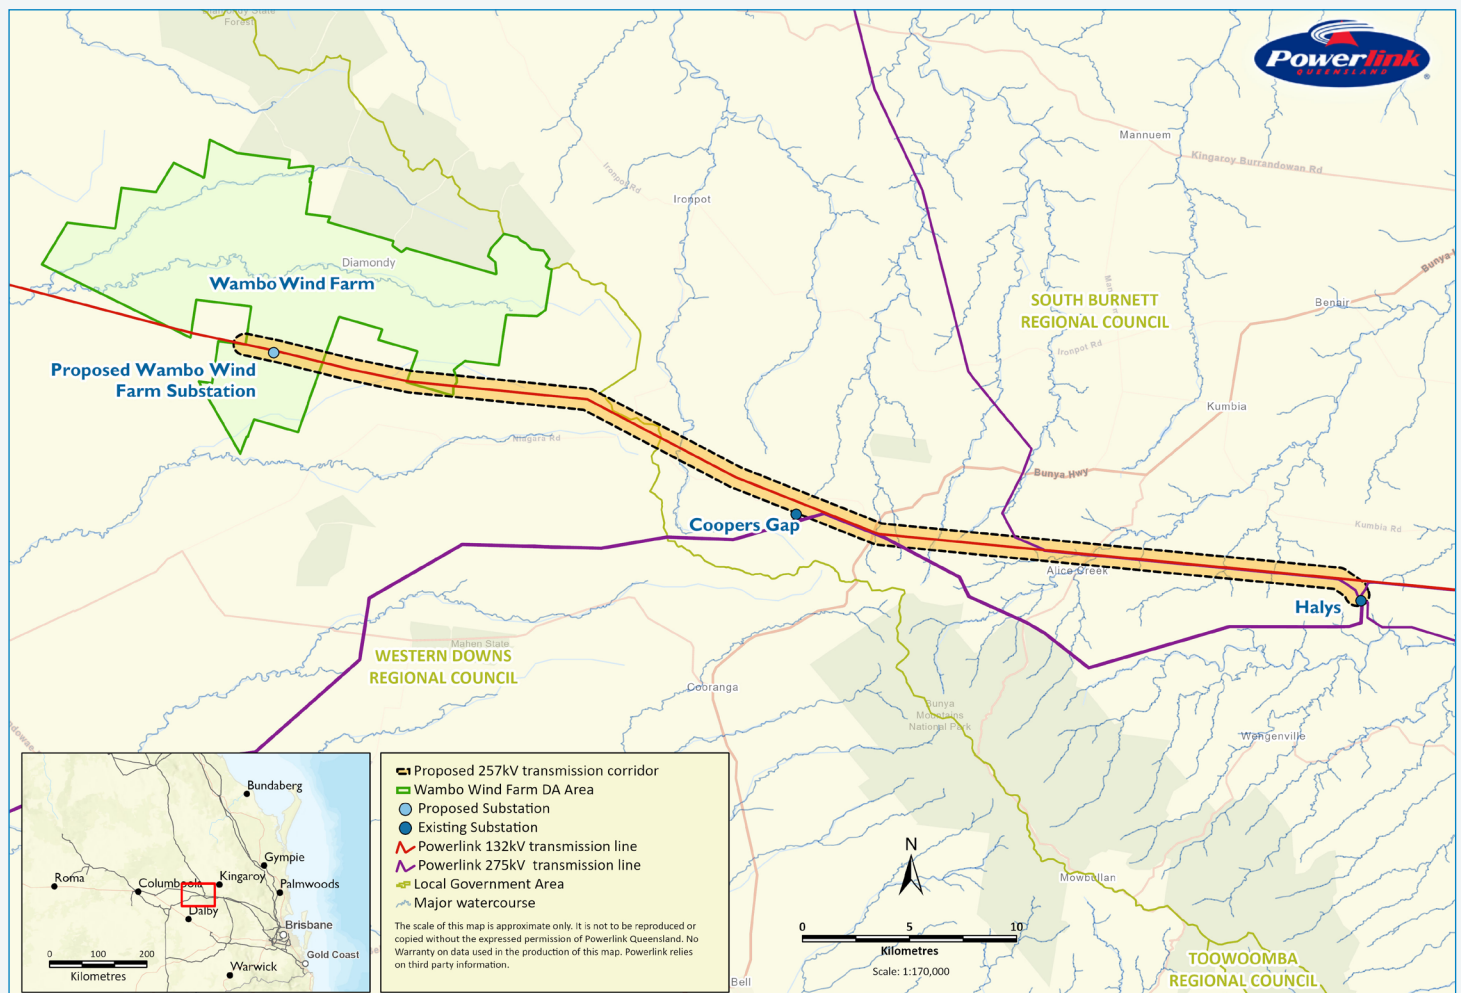 Forest
Powerlink
QUEENSLAND
®
Mannuem
Kingaroy Burrandowan Rd
Ironpot Rd
Ironpot
Diamondy
Wambo Wind Farm
SOUTH BURNETT
REGIONAL COUNCIL
Bennir
Ironpot Rd
Proposed Wambo Wind
Farm Substation
Kumbia
Niagara Rd
Bunya Hwy
Coopers Gap
Kumbia Rd
Alice Creek
Halys
Mahen State
WESTERN DOWNS
REGIONAL COUNCIL
Cooranga
Bunya
Mountains
National Park
Wengenville
Mowbullan
TOOWOOMBA
REGIONAL COUNCIL
Bell
Bundaberg
Gympie
Roma
Columboola
Kingaroy
Palmwoods
Dalby
Brisbane
Gold Coast
Warwick
0 100 200
Kilometres
Proposed 257kV transmission corridor
Wambo Wind Farm DA Area
Proposed Substation
Existing Substation
Powerlink 132kV transmission line
Powerlink 275kV transmission line
Local Government Area
Major watercourse
The scale of this map is approximate only. It is not to be reproduced or
copied without the expressed permission of Powerlink Queensland. No
Warranty on data used in the production of this map. Powerlink relies
on third party information.
N
0 5 10
Kilometres
Scale: 1:170,000